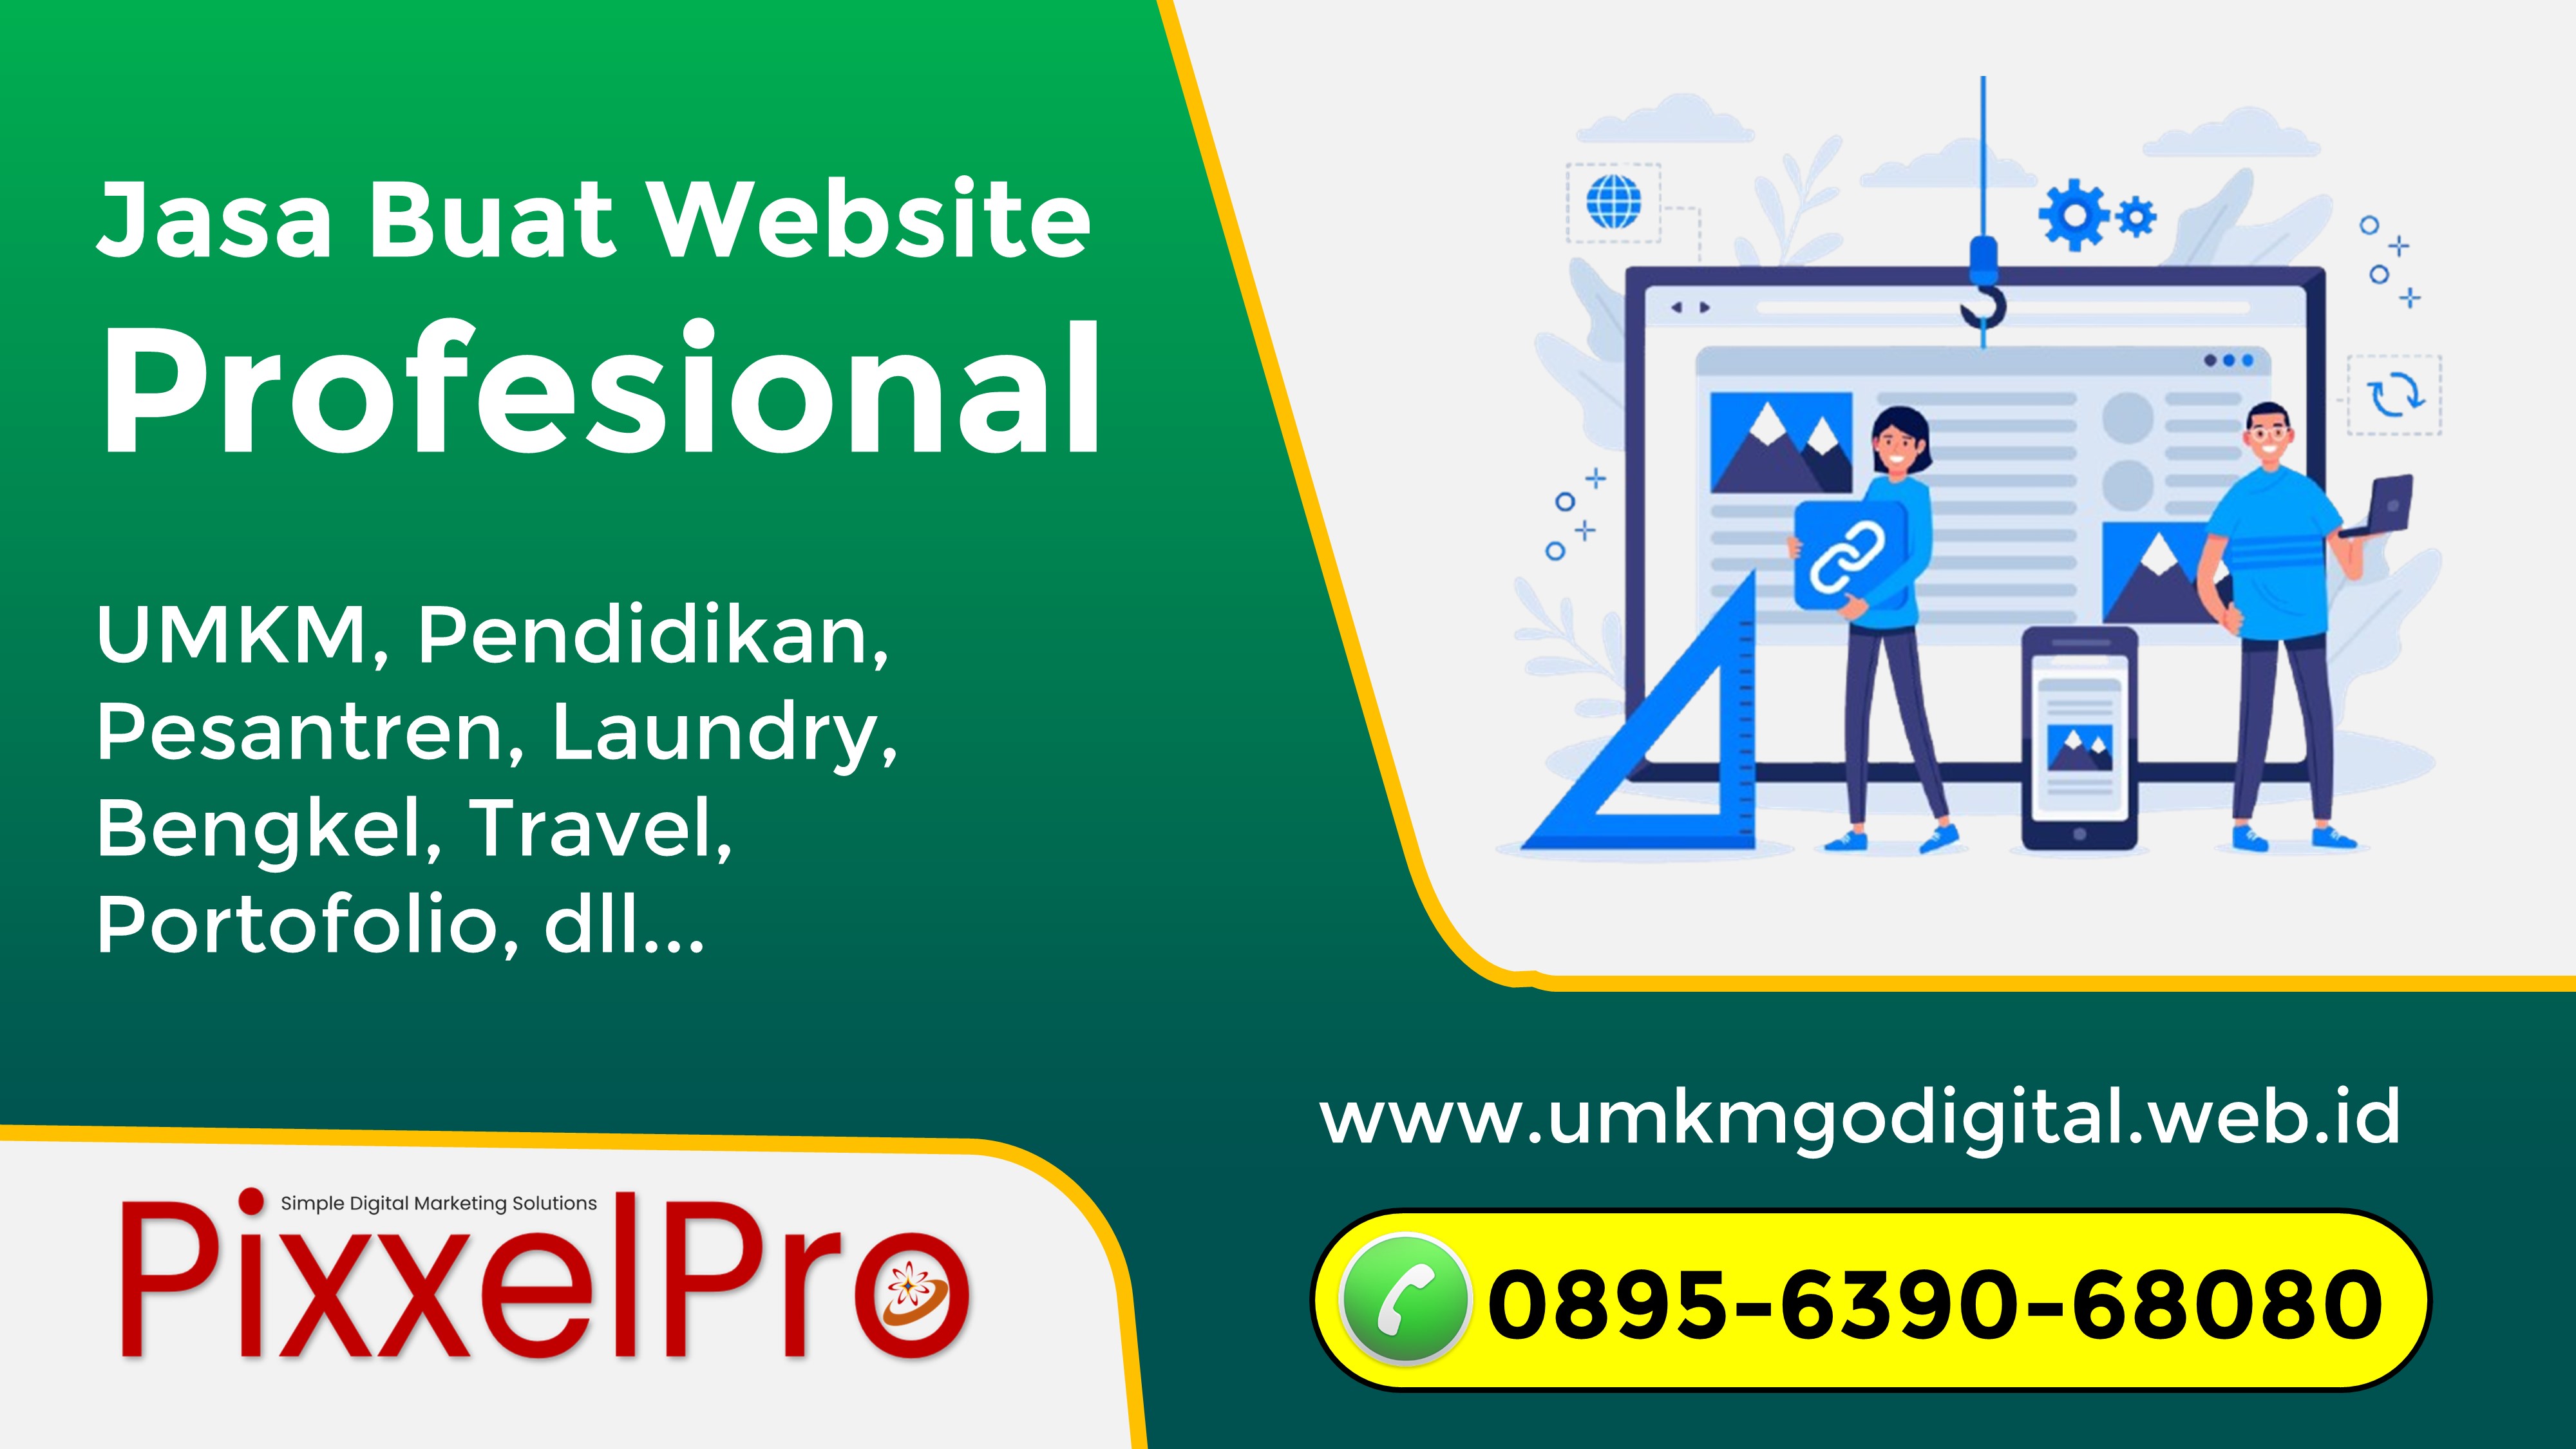 Jasa Buat Website
Profesional
UMKM, Pendidikan,
Pesantren, Laundry,
Bengkel, Travel,
Portofolio, dll...
Simple Digital Marketing Solutions
PixxelPro
www.umkmgodigital.web.id
0895-6390-68080